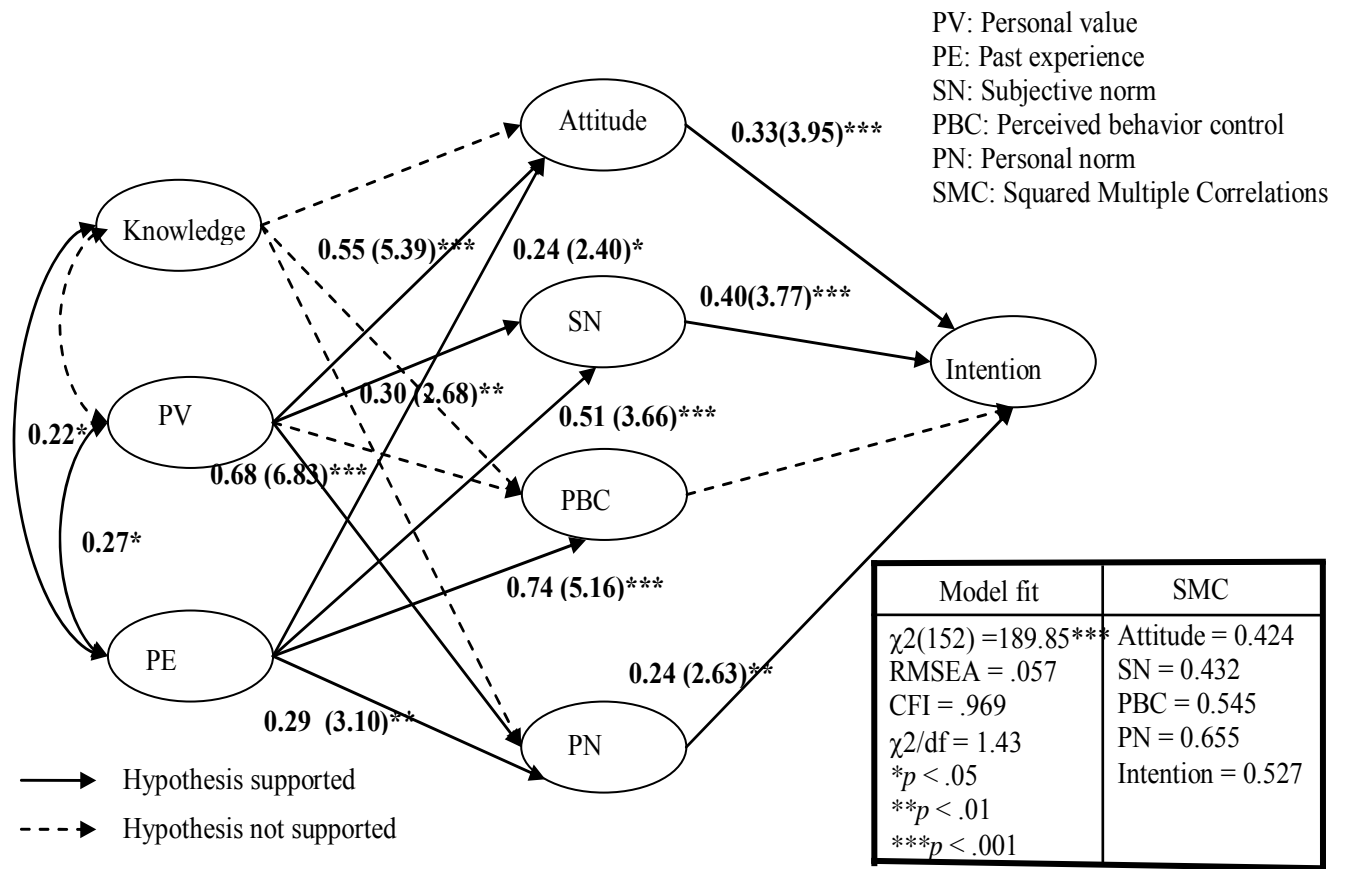 PV: Personal value
PE: Past experience
SN: Subjective norm
PBC: Perceived behavior control
PN: Personal norm
SMC: Squared Multiple Correlations
Attitude
0.33(3.95)***
Knowledge
0.55 (5.39)***
0.24 (2.40)*
SN
0.40(3.77)***
Intention
PV
0.30 (2.68)**
0.51 (3.66)***
0.22*
0.68 (6.83)***
PBC
0.27*
0.74 (5.16)***
PE
0.24 (2.63)**
0.29 (3.10)**
PN
Hypothesis supported
Hypothesis not supported
Model fit
χ2(152) =189.85***
RMSEA = .057
CFI = .969
χ2/df = 1.43
*p < .05
**p < .01
***p < .001
SMC
Attitude = 0.424
SN = 0.432
PBC = 0.545
PN = 0.655
Intention = 0.527